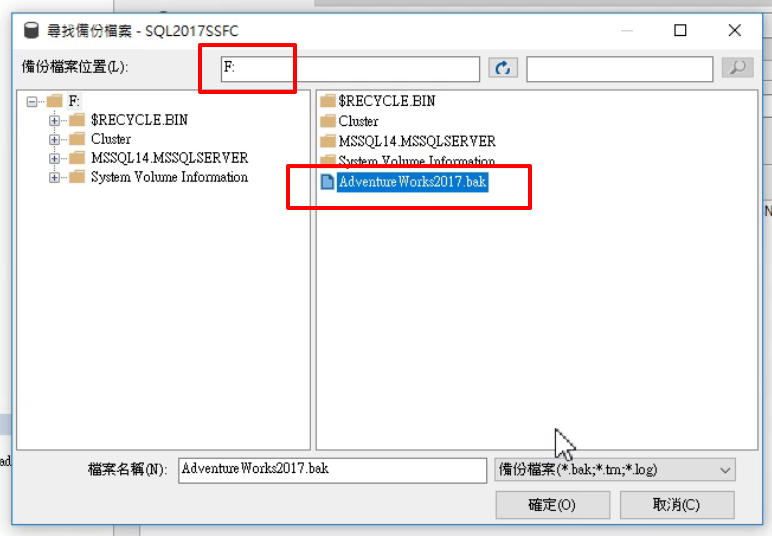 尋找備份檔案 - SQL2017SSFC
備份檔案位置(L):
F:
F:
$RECYCLE.BIN
Cluster
MSSQL14.MSSQLSERVER
System Volume Information
$RECYCLE.BIN
Cluster
MSSQL14.MSSQLSERVER
System Volume Information
AdventureWorks2017.bak
N
ad
檔案名稱(N):
AdventureWorks2017.bak
備份檔案(*.bak;*.trn;*.log)
確定(O)
取消(C)